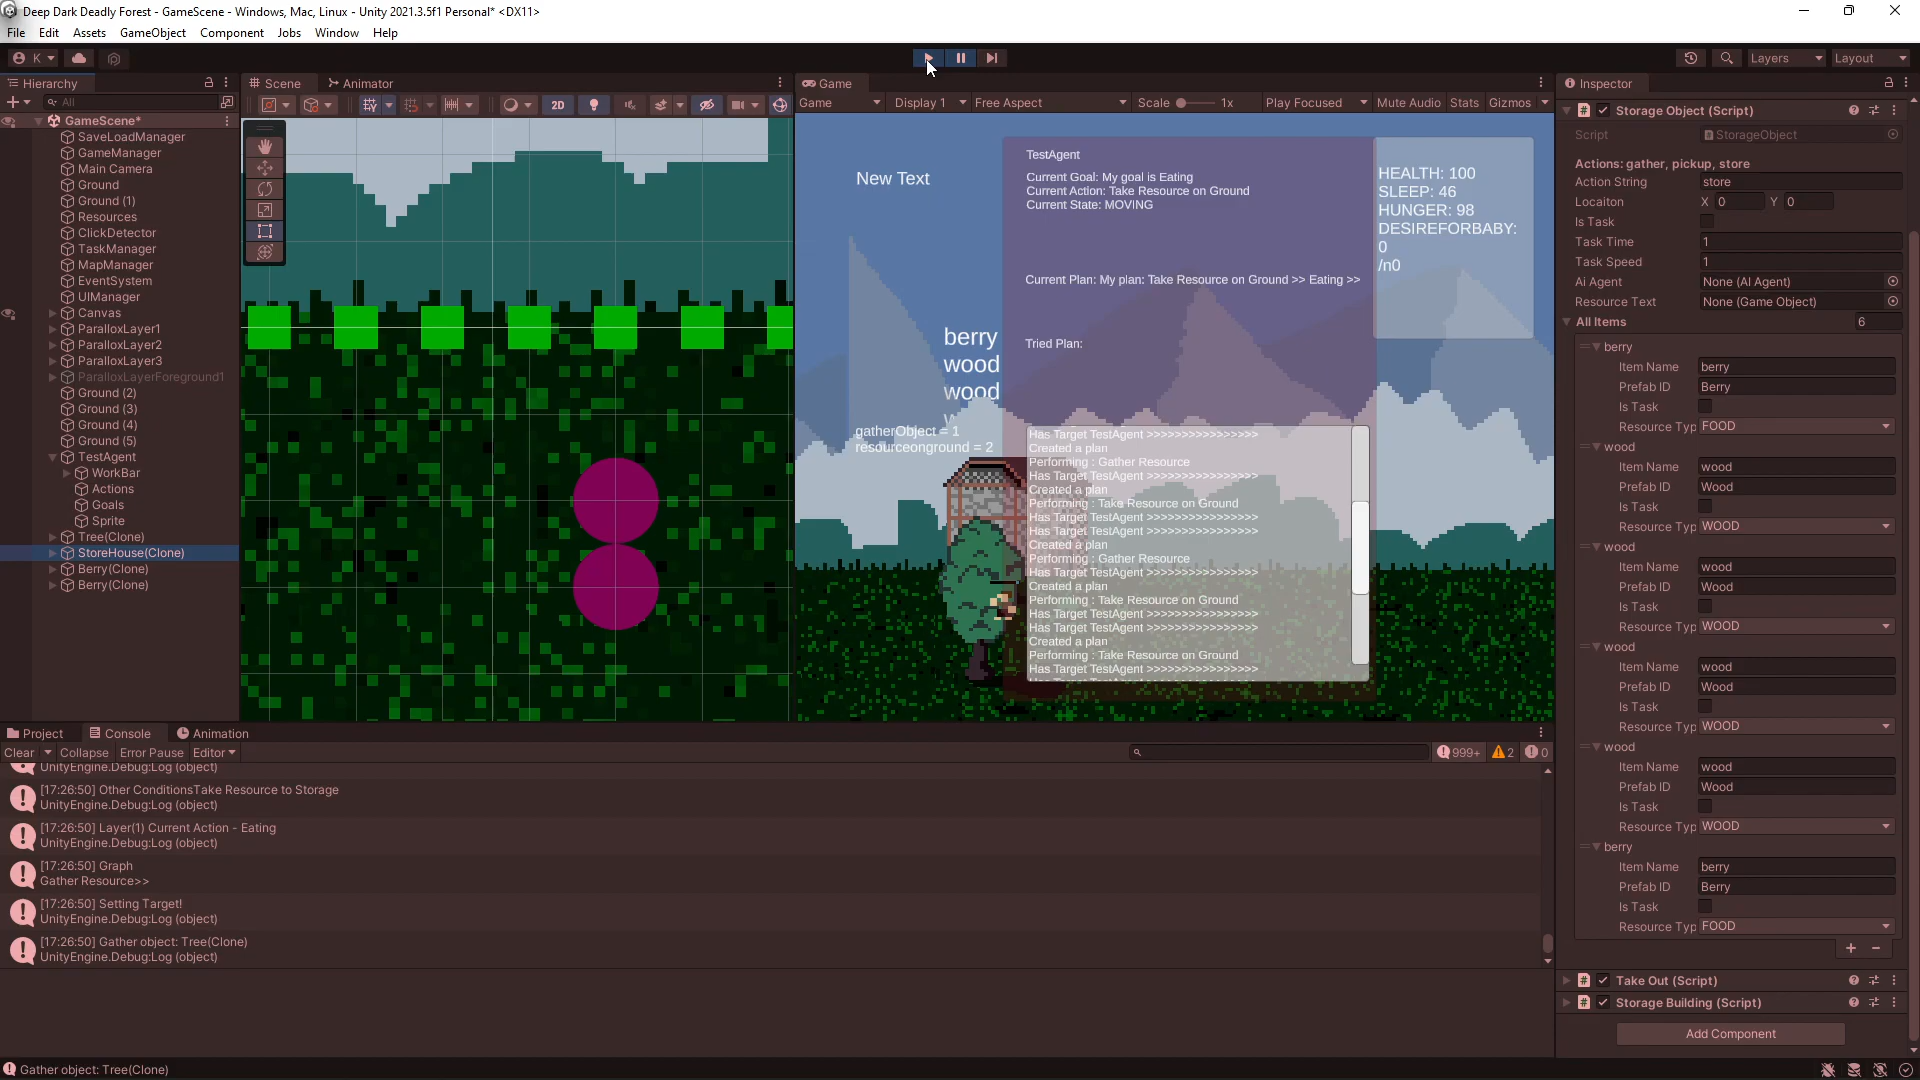 Deep Dark Deadly Forest - GameScene - Windows, Mac, Linux - Unity 2021.3.5f1 Personal* <DX11>
File Edit Assets GameObject Component Jobs Window Help
K
Layers Layout
Hierarchy
All
GameScene*
SaveLoadManager
GameManager
Main Camera
Ground
Ground (1)
Resources
ClickDetector
TaskManager
MapManager
EventSystem
UIManager
Canvas
ParalloxLayer1
ParalloxLayer2
ParalloxLayer3
ParalloxLayerForeground1
Ground (2)
Ground (3)
Ground (4)
Ground (5)
TestAgent
WorkBar
Actions
Goals
Sprite
Tree(Clone)
StoreHouse(Clone)
Berry(Clone)
Berry(Clone)
Scene Animator
2D
Game
Game Display 1 Free Aspect Scale 1x Play Focused Mute Audio Stats Gizmos
New Text
berry
wood
wood
gatherObject = 1
resourceonground = 2
TestAgent
Current Goal: My goal is Eating
Current Action: Take Resource on Ground
Current State: MOVING
Current Plan: My plan: Take Resource on Ground >> Eating >>
Tried Plan:
Has Target TestAgent >>>>>>>>>>>>>>>>
Created a plan
Performing : Gather Resource
Has Target TestAgent >>>>>>>>>>>>>>>>
Created a plan
Performing : Take Resource on Ground
Has Target TestAgent >>>>>>>>>>>>>>>>
Has Target TestAgent >>>>>>>>>>>>>>>>
Created a plan
Performing : Gather Resource
Has Target TestAgent >>>>>>>>>>>>>>>>
Created a plan
Performing : Take Resource on Ground
Has Target TestAgent >>>>>>>>>>>>>>>>
Has Target TestAgent >>>>>>>>>>>>>>>>
Created a plan
Performing : Take Resource on Ground
Has Target TestAgent >>>>>>>>>>>>>>>>
HEALTH: 100
SLEEP: 46
HUNGER: 98
DESIREFORBABY:
0
/n0
Inspector
Storage Object (Script)
Script StorageObject
Actions: gather, pickup, store
Action String store
Locaiton X 0 Y 0
Is Task
Task Time 1
Task Speed 1
Ai Agent None (AI Agent)
Resource Text None (Game Object)
All Items 6
berry
Item Name berry
Prefab ID Berry
Is Task
Resource Typ FOOD
wood
Item Name wood
Prefab ID Wood
Is Task
Resource Typ WOOD
wood
Item Name wood
Prefab ID Wood
Is Task
Resource Typ WOOD
wood
Item Name wood
Prefab ID Wood
Is Task
Resource Typ WOOD
wood
Item Name wood
Prefab ID Wood
Is Task
Resource Typ WOOD
berry
Item Name berry
Prefab ID Berry
Is Task
Resource Typ FOOD
Take Out (Script)
Storage Building (Script)
Add Component
Project Console Animation
Clear Collapse Error Pause Editor
999+ 2 0
UnityEngine.Debug:Log (object)
[17:26:50] Other ConditionsTake Resource to Storage
UnityEngine.Debug:Log (object)
[17:26:50] Layer(1) Current Action - Eating
UnityEngine.Debug:Log (object)
[17:26:50] Graph
Gather Resource>>
[17:26:50] Setting Target!
UnityEngine.Debug:Log (object)
[17:26:50] Gather object: Tree(Clone)
UnityEngine.Debug:Log (object)
Gather object: Tree(Clone)